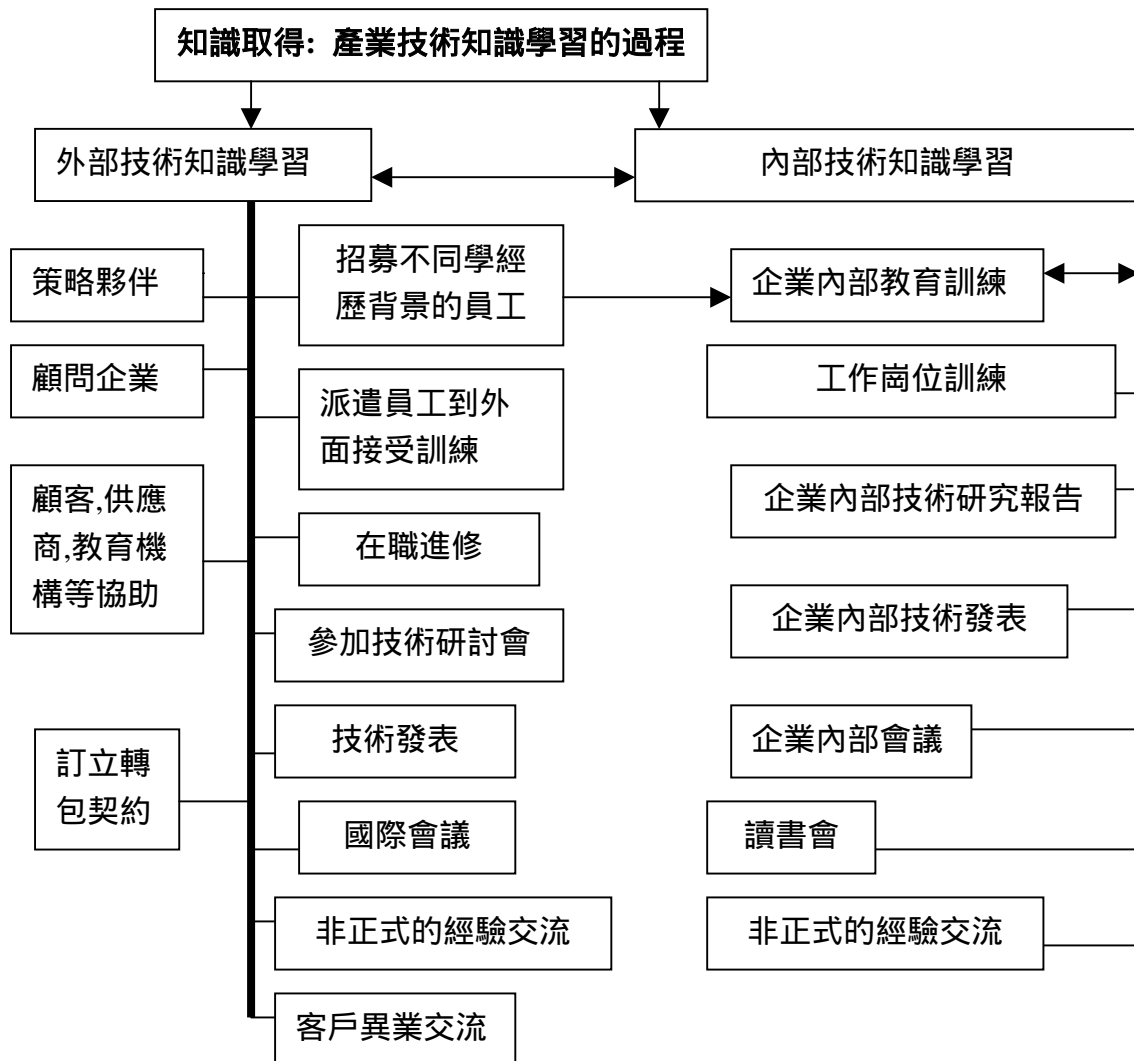 知識取得: 產業技術知識學習的過程
外部技術知識學習
內部技術知識學習
策略夥伴
顧問企業
顧客,供應
商,教育機
構等協助
訂立轉
包契約
招募不同學經
歷背景的員工
派遣員工到外
面接受訓練
在職進修
參加技術研討會
技術發表
國際會議
非正式的經驗交流
客戶異業交流
企業內部教育訓練
工作崗位訓練
企業內部技術研究報告
企業內部技術發表
企業內部會議
讀書會
非正式的經驗交流